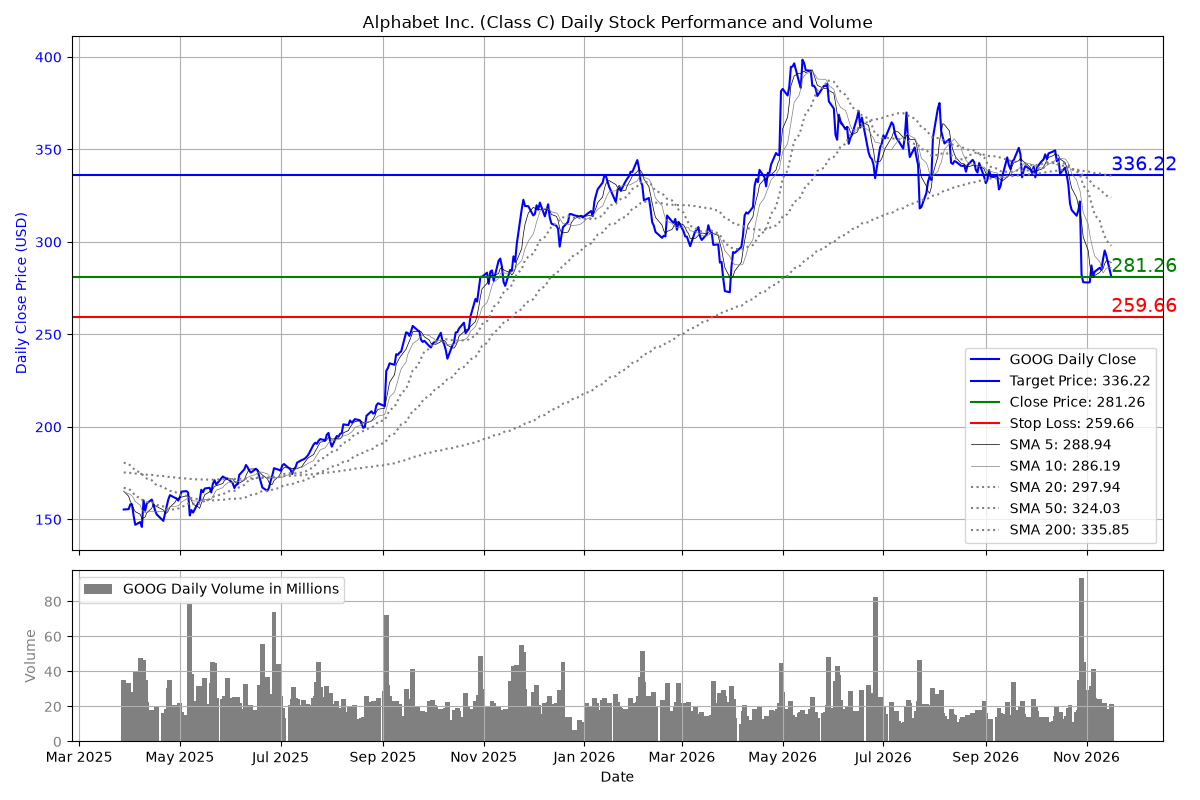 Alphabet Inc. (Class C) Daily Stock Performance and Volume
Daily Close Price (USD)
400
350
300
250
200
150
336.22
281.26
259.66
GOOG Daily Close
Target Price: 336.22
Close Price: 281.26
Stop Loss: 259.66
SMA 5: 288.94
SMA 10: 286.19
SMA 20: 297.94
SMA 50: 324.03
SMA 200: 335.85
GOOG Daily Volume in Millions
Volume
80
60
40
20
0
Mar 2025 May 2025 Jul 2025 Sep 2025 Nov 2025 Jan 2026 Mar 2026 May 2026 Jul 2026 Sep 2026 Nov 2026
Date